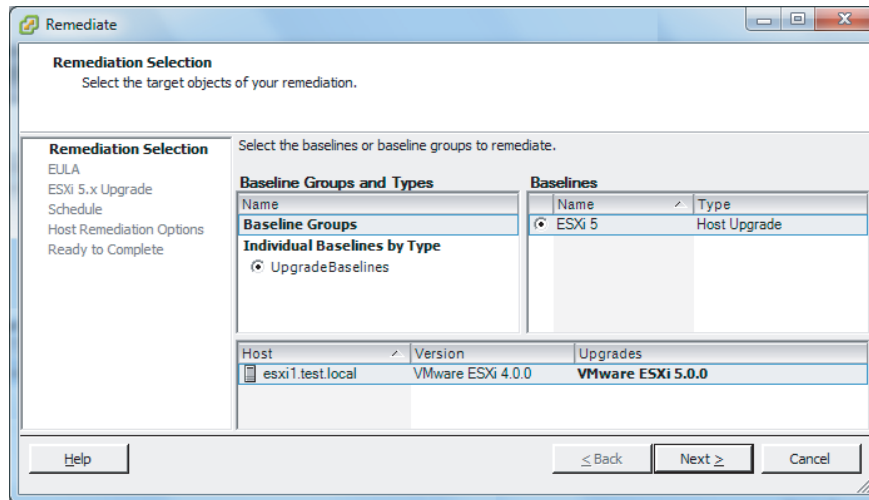 Remediate
Remediation Selection
Select the target objects of your remediation.
Remediation Selection
EULA
ESXi 5.x Upgrade
Schedule
Host Remediation Options
Ready to Complete
Select the baselines or baseline groups to remediate.
Baseline Groups and Types
Name
Baseline Groups
Individual Baselines by Type
UpgradeBaselines
Baselines
Name Type
ESXi 5 Host Upgrade
Host Version Upgrades
esxi1.test.local VMware ESXi 4.0.0 VMware ESXi 5.0.0
Help
< Back
Next >
Cancel